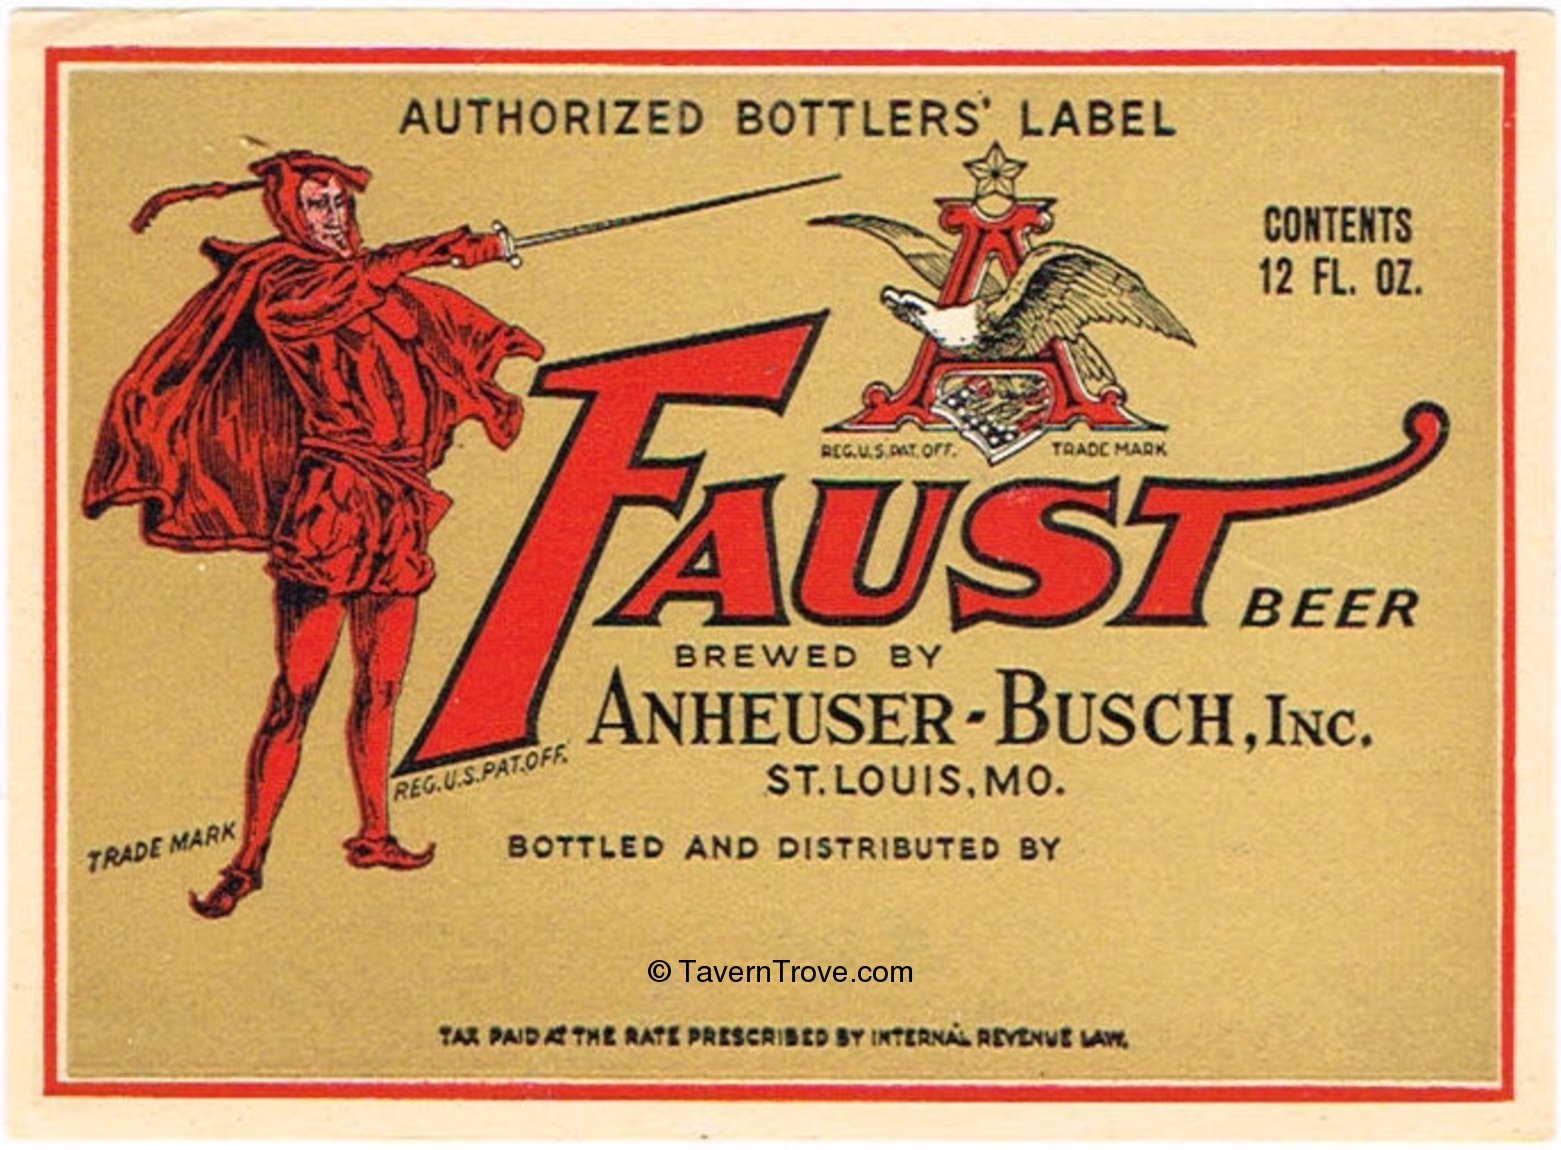 AUTHORIZED BOTTLERS' LABEL
CONTENTS
12 FL. OZ.
A
REG. U.S. PAT. OFF. TRADE MARK
FAUST BEER
BREWED BY
ANHEUSER-BUSCH, INC.
REG. U.S. PAT. OFF.
ST. LOUIS, MO.
TRADE MARK
BOTTLED AND DISTRIBUTED BY
© TavernTrove.com
TAX PAID AT THE RATE PRESCRIBED BY INTERNAL REVENUE LAW.